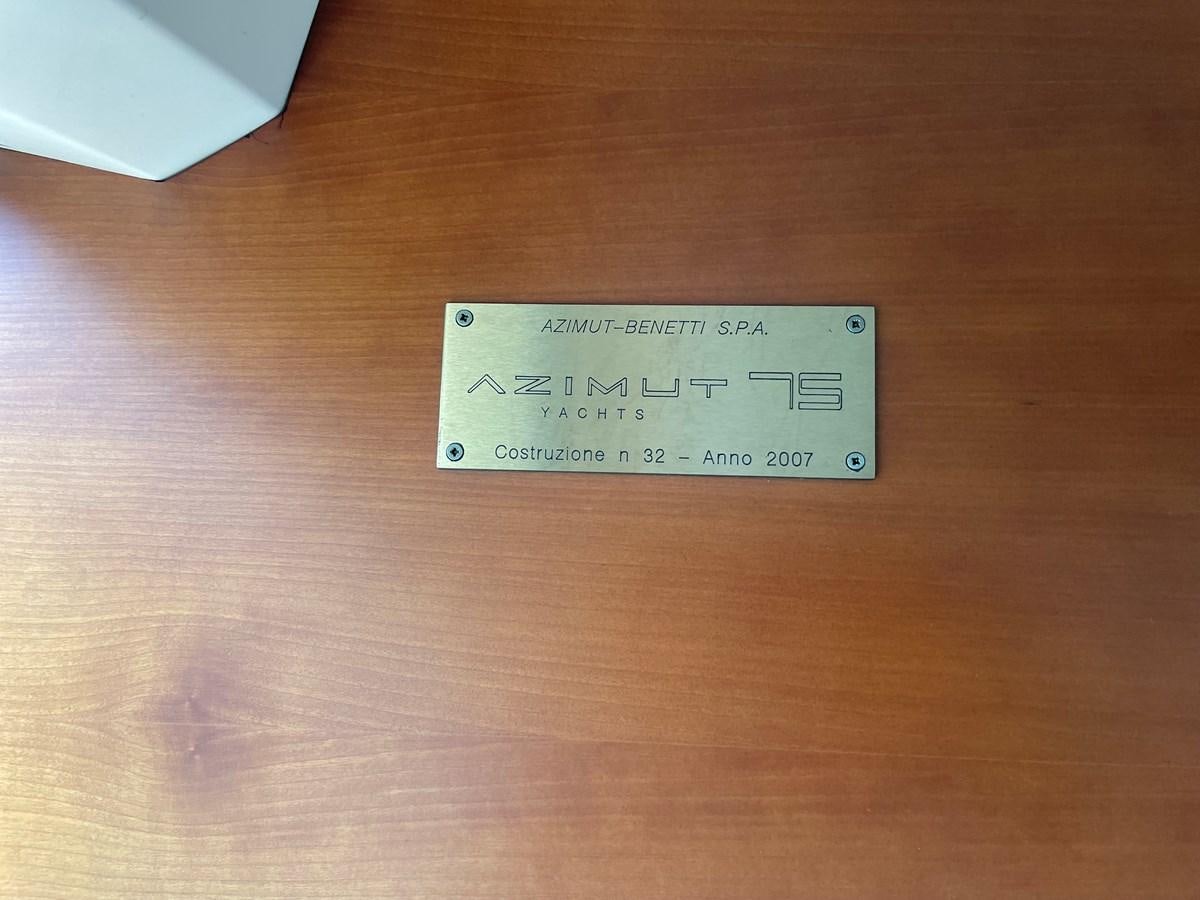 AZIMUT-BENETTI S.P.A.
AZIMUT 75
YACHTS
Costruzione n 32 - Anno 2007